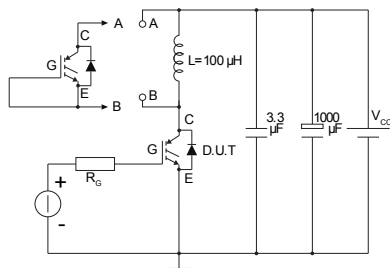 A
A
C
G
L=100 µH
E
B
B
C
3.3
µF
1000
µF
V_CC
G
D.U.T
E
R_G
+
-